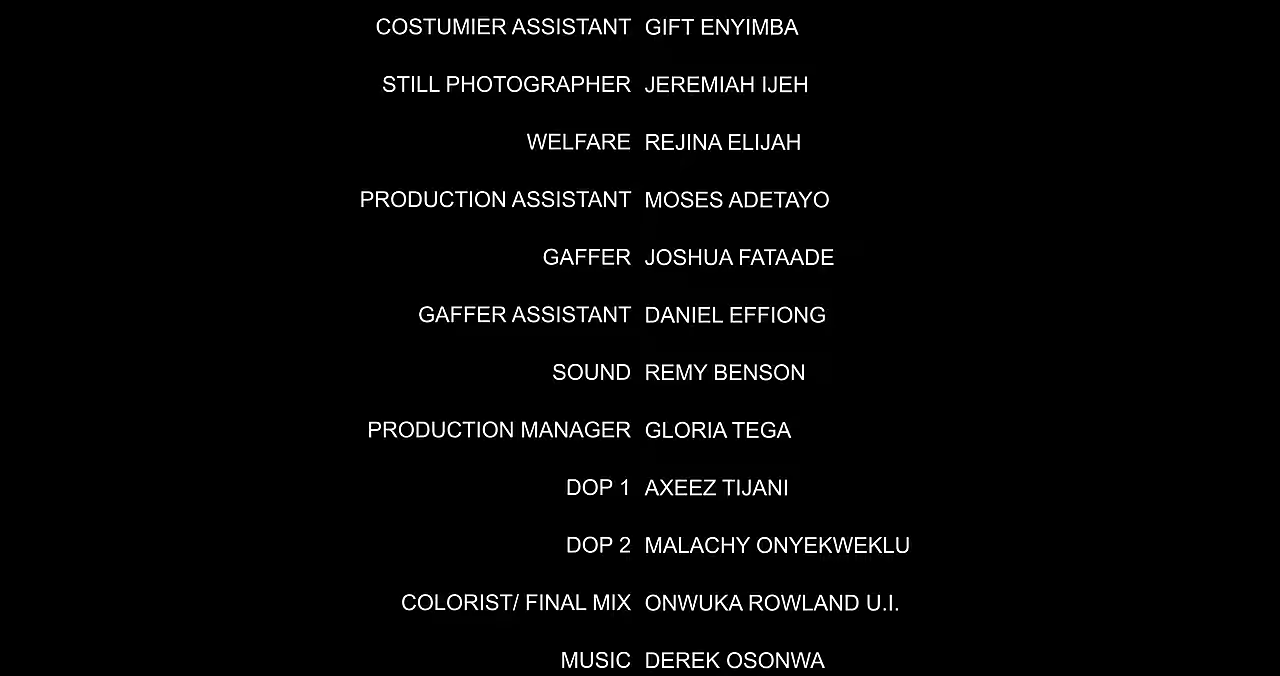 COSTUMIER ASSISTANT GIFT ENYIMBA
STILL PHOTOGRAPHER JEREMIAH IJEH
WELFARE REJINA ELIJAH
PRODUCTION ASSISTANT MOSES ADETAYO
GAFFER JOSHUA FATAADE
GAFFER ASSISTANT DANIEL EFFIONG
SOUND REMY BENSON
PRODUCTION MANAGER GLORIA TEGA
DOP 1 AXEEZ TIJANI
DOP 2 MALACHY ONYEKWEKLU
COLORIST/ FINAL MIX ONWUKA ROWLAND U.I.
MUSIC DEREK OSONWA